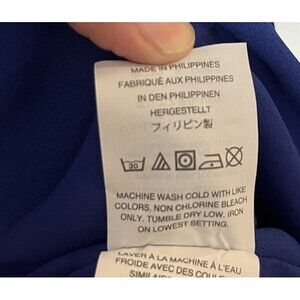 MADE IN PHILIPPINES
FABRIQUÉ AUX PHILIPPINES
IN DEN PHILIPPINEN
HERGESTELLT
フィリピン製
30
MACHINE WASH COLD WITH LIKE
COLORS. NON CHLORINE BLEACH
ONLY. TUMBLE DRY LOW. IRON
ON LOWEST SETTING.
LAVER À LA MACHINE À L'EAU
FROIDE AVEC DES